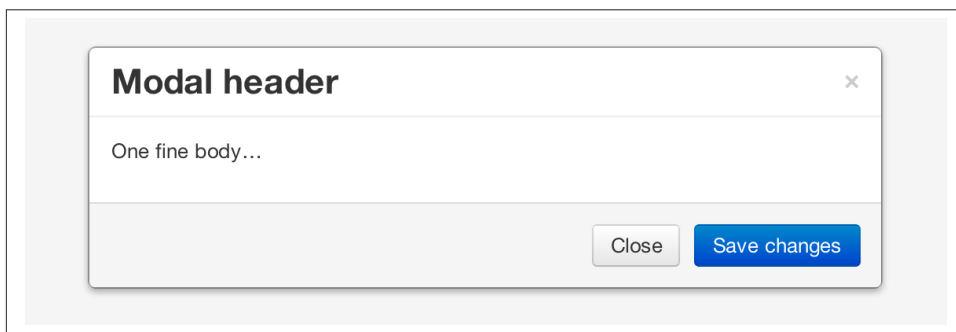 Modal header ×
One fine body…
Close Save changes